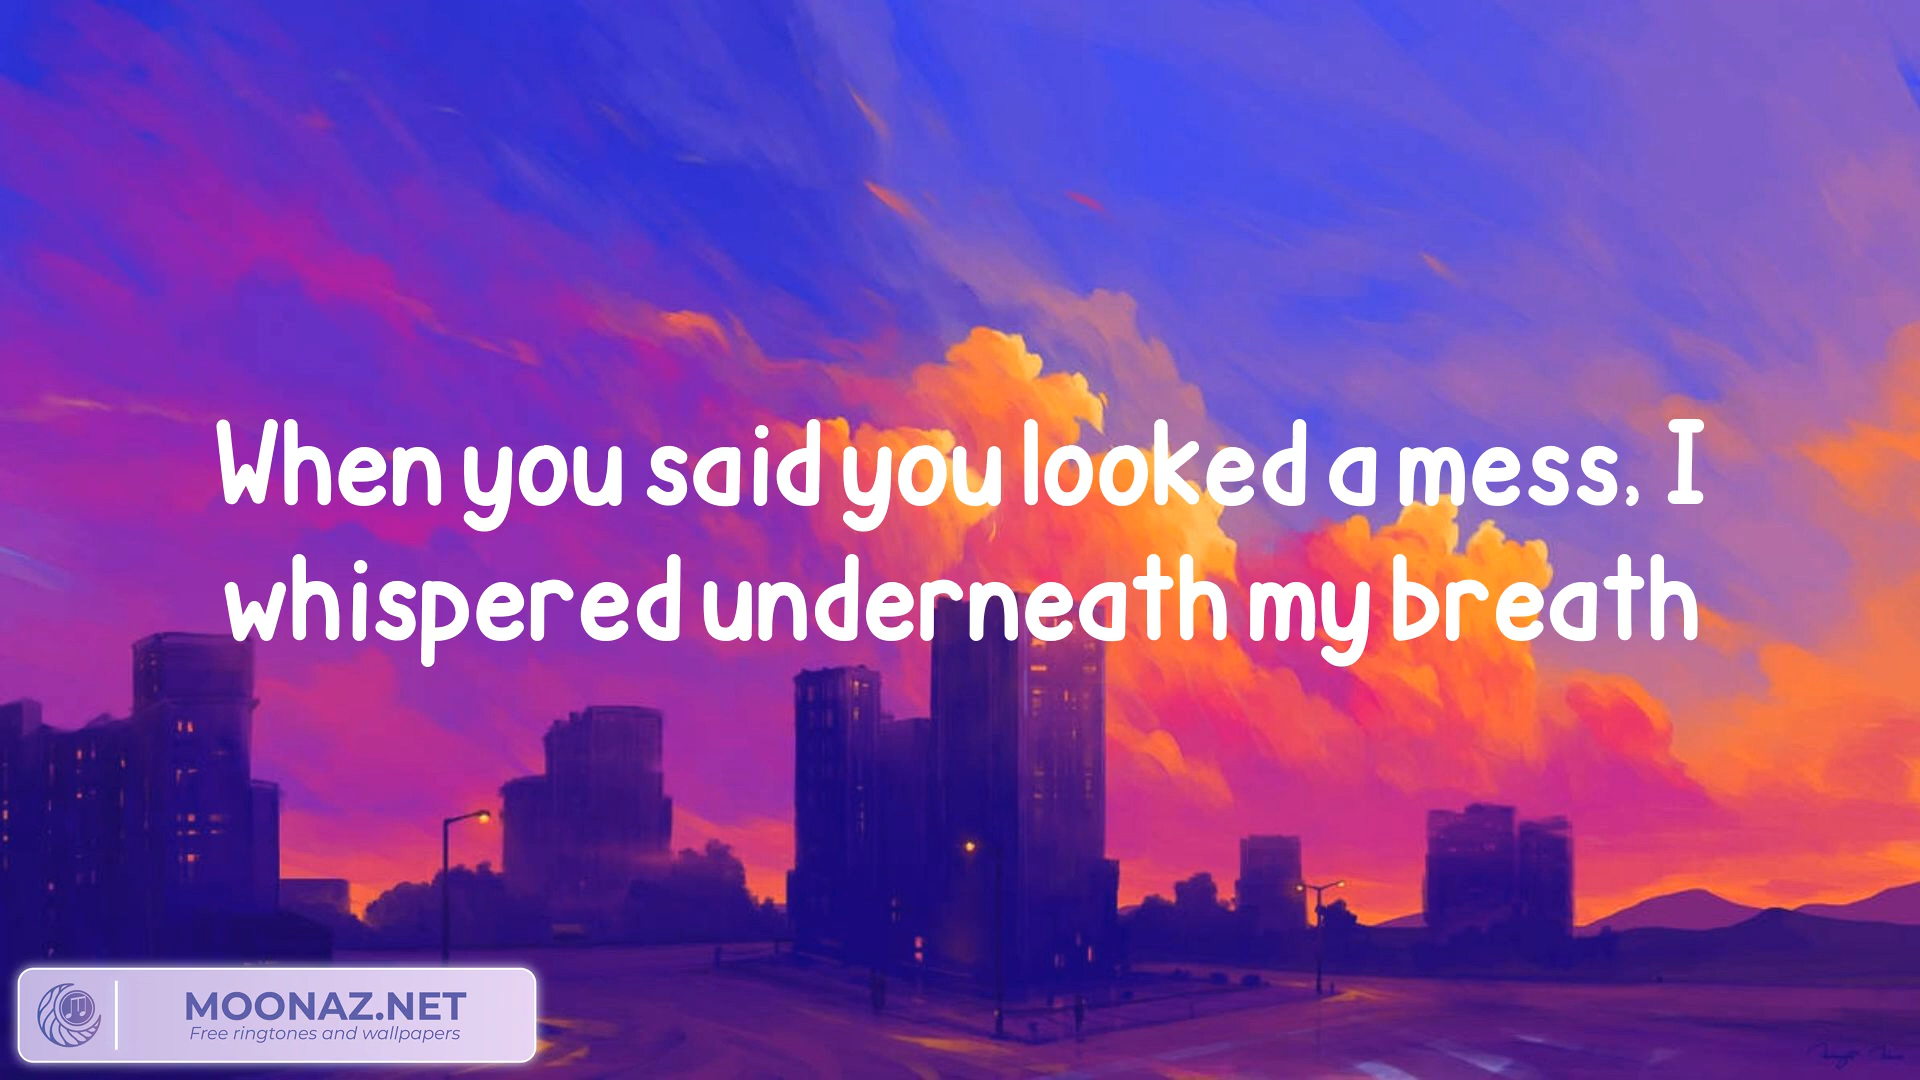 When you said you looked a mess, I
whispered underneath my breath
MOONAZ.NET
Free ringtones and wallpapers